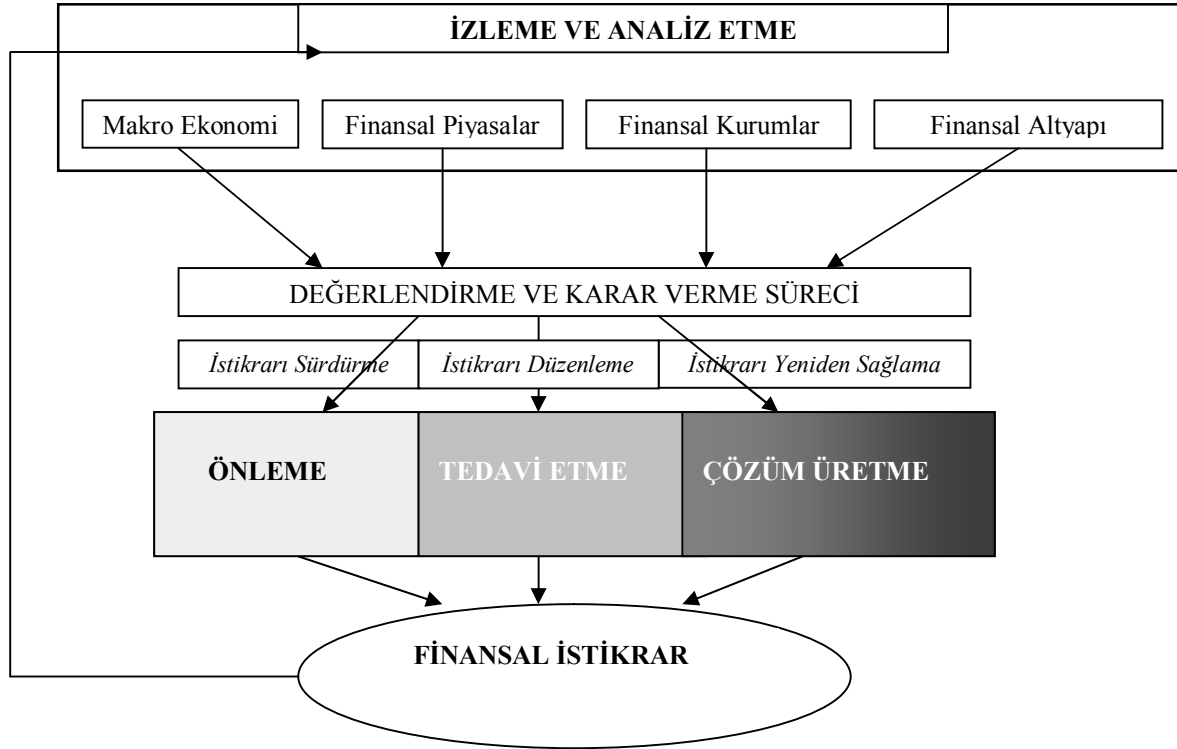 İZLEME VE ANALİZ ETME
Makro Ekonomi
Finansal Piyasalar
Finansal Kurumlar
Finansal Altyapı
DEĞERLENDİRME VE KARAR VERME SÜRECİ
İstikrarı Sürdürme
İstikrarı Düzenleme
İstikrarı Yeniden Sağlama
ÖNLEME
TEDAVİ ETME
ÇÖZÜM ÜRETME
FİNANSAL İSTİKRAR